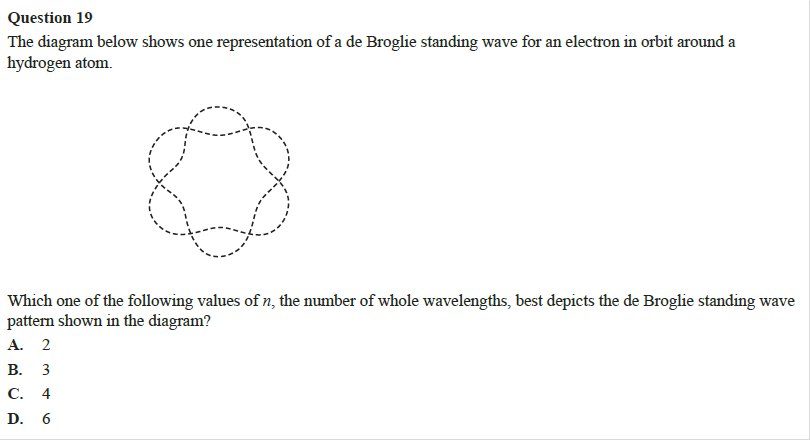 Question 19
The diagram below shows one representation of a de Broglie standing wave for an electron in orbit around a
hydrogen atom.
Which one of the following values of n, the number of whole wavelengths, best depicts the de Broglie standing wave
pattern shown in the diagram?
A. 2
B. 3
C. 4
D. 6